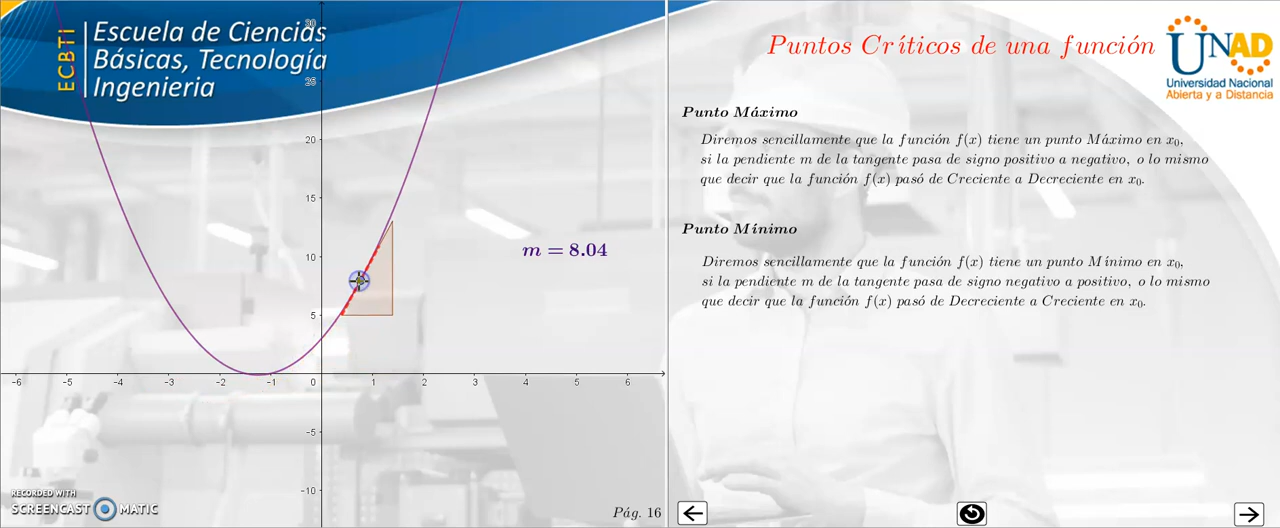 ECBTI
Escuela de Ciencias
Básicas, Tecnología
Ingenieria
30
25
20
15
10
5
-5
-10
-6 -5 -4 -3 -2 -1 0 1 2 3 4 5 6
m = 8.04
RECORDED WITH
SCREENCAST MATIC
Pág. 16
Puntos Críticos de una función
UNAD
Universidad Nacional
Abierta y a Distancia
Punto Máximo
Diremos sencillamente que la función f(x) tiene un punto Máximo en x₀,
si la pendiente m de la tangente pasa de signo positivo a negativo, o lo mismo
que decir que la función f(x) pasó de Creciente a Decreciente en x₀.
Punto Mínimo
Diremos sencillamente que la función f(x) tiene un punto Mínimo en x₀,
si la pendiente m de la tangente pasa de signo negativo a positivo, o lo mismo
que decir que la función f(x) pasó de Decreciente a Creciente en x₀.